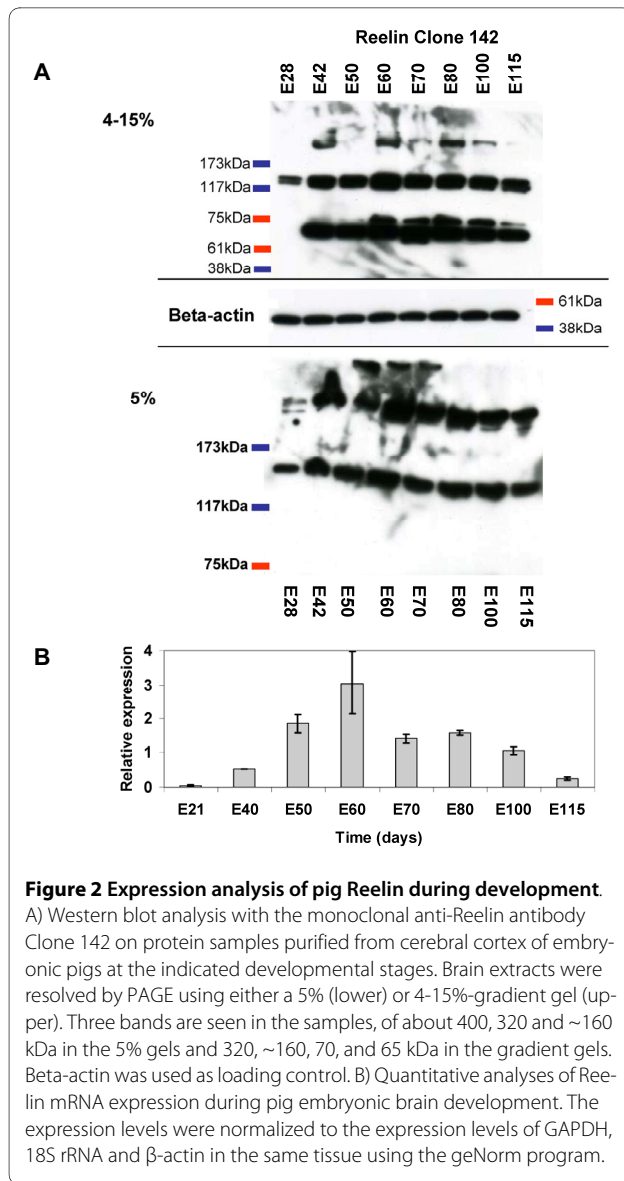 Reelin Clone 142
A
E28 E42 E50 E60 E70 E80 E100 E115
4-15%
173kDa
117kDa
75kDa
61kDa
38kDa
Beta-actin
61kDa
38kDa
5%
173kDa
117kDa
75kDa
E28 E42 E50 E60 E70 E80 E100 E115
B
Relative expression
4
3
2
1
0
E21 E40 E50 E60 E70 E80 E100 E115
Time (days)
Figure 2 Expression analysis of pig Reelin during development.
A) Western blot analysis with the monoclonal anti-Reelin antibody
Clone 142 on protein samples purified from cerebral cortex of embry-
onic pigs at the indicated developmental stages. Brain extracts were
resolved by PAGE using either a 5% (lower) or 4-15%-gradient gel (up-
per). Three bands are seen in the samples, of about 400, 320 and ~160
kDa in the 5% gels and 320, ~160, 70, and 65 kDa in the gradient gels.
Beta-actin was used as loading control. B) Quantitative analyses of Ree-
lin mRNA expression during pig embryonic brain development. The
expression levels were normalized to the expression levels of GAPDH,
18S rRNA and β-actin in the same tissue using the geNorm program.